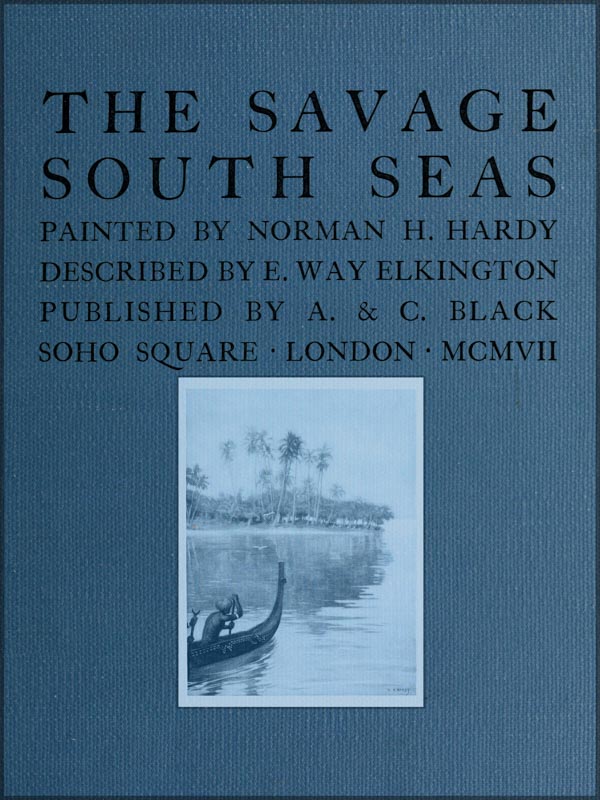 THE SAVAGE
SOUTH SEAS
PAINTED BY NORMAN H. HARDY
DESCRIBED BY E. WAY ELKINGTON
PUBLISHED BY A. & C. BLACK
SOHO SQUARE · LONDON · MCMVII